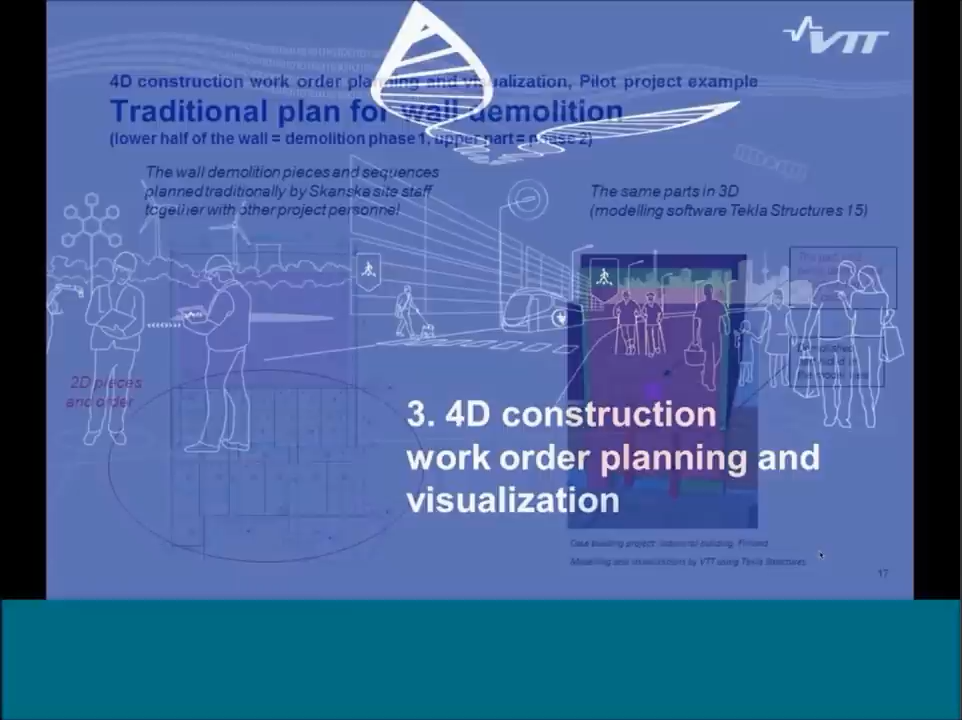 VTT
4D construction work order planning and visualization, Pilot project example
Traditional plan for wall demolition
(lower half of the wall = demolition phase 1, upper part = phase 2)
The wall demolition pieces and sequences
planned traditionally by Skanska site staff
together with other project personnel
The same parts in 3D
(modelling software Tekla Structures 15)
2D pieces
and order
3. 4D construction
work order planning and
visualization
Case building project: Industrial building, Finland
Modelling and visualizations by VTT using Tekla Structures
17